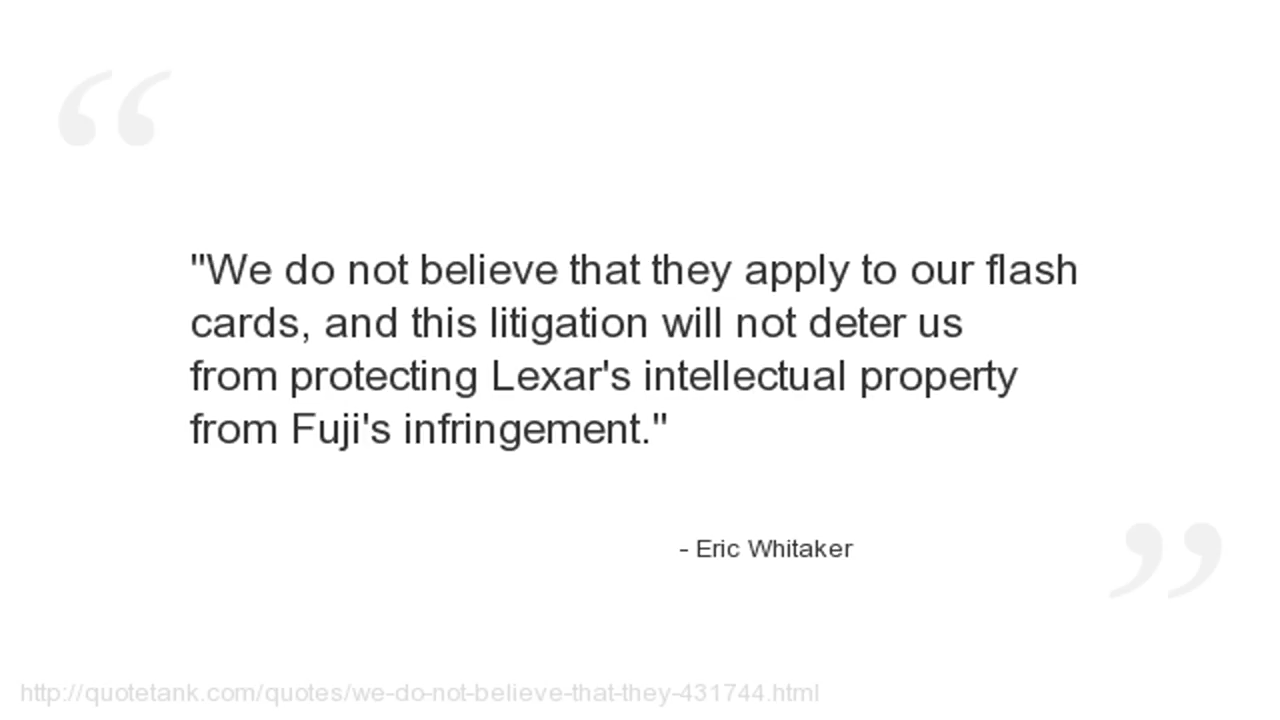 "We do not believe that they apply to our flash
cards, and this litigation will not deter us
from protecting Lexar's intellectual property
from Fuji's infringement."
- Eric Whitaker
http://quotetank.com/quotes/we-do-not-believe-that-they-431744.html